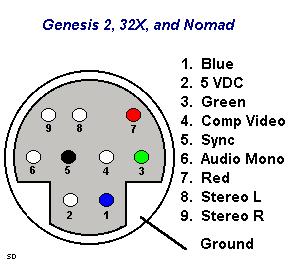 Genesis 2, 32X, and Nomad
1. Blue
2. 5 VDC
3. Green
4. Comp Video
5. Sync
6. Audio Mono
7. Red
8. Stereo L
9. Stereo R
Ground
9 8 7
6 5 4 3
2 1
SD